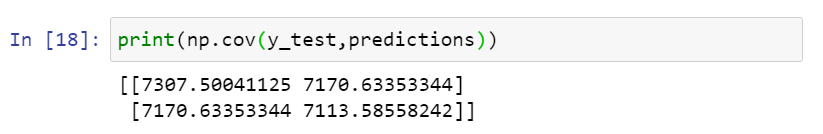 In [18]: print(np.cov(y_test,predictions))
[[7307.50041125 7170.63353344]
 [7170.63353344 7113.58558242]]